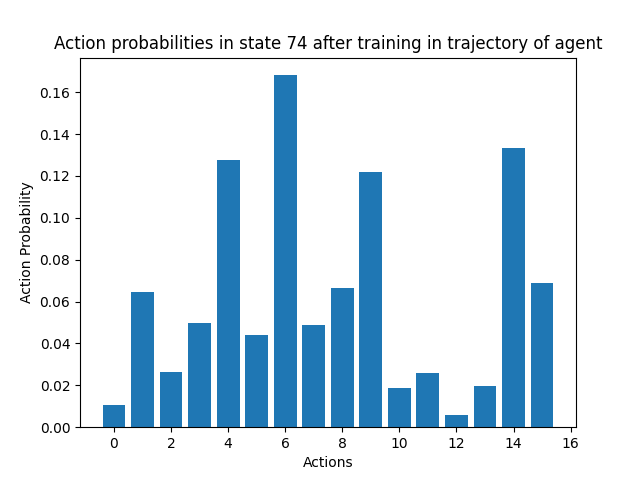 Action probabilities in state 74 after training in trajectory of agent
0.16
0.14
0.12
0.10
0.08
0.06
0.04
0.02
0.00
Action Probability
0 2 4 6 8 10 12 14 16
Actions